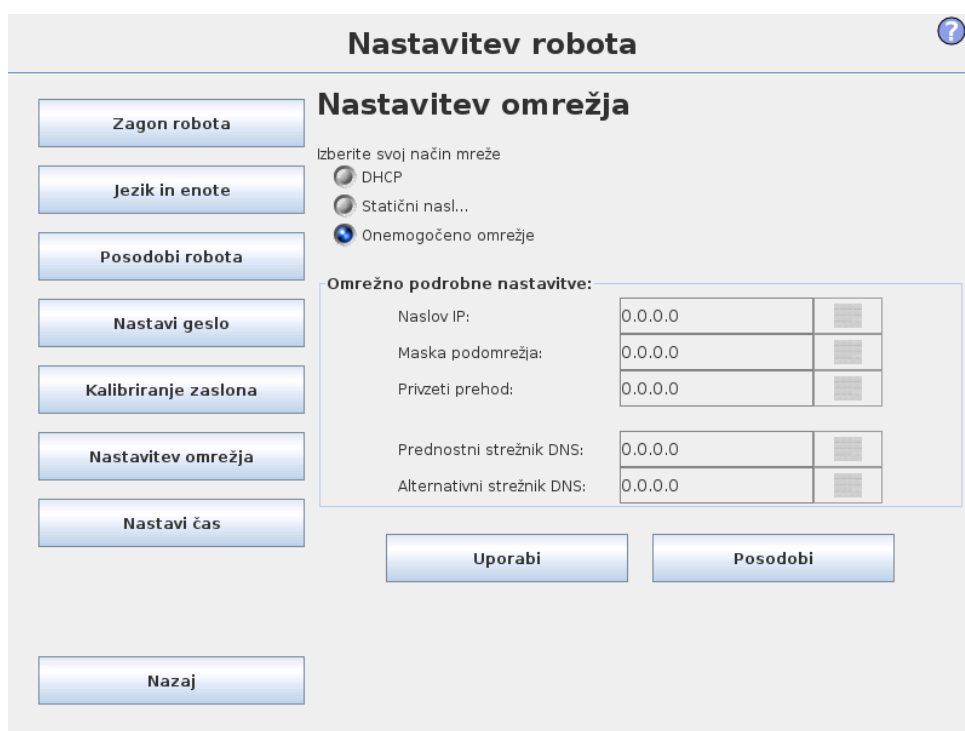 Nastavitev robota
?
Zagon robota
Jezik in enote
Posodobi robota
Nastavi geslo
Kalibriranje zaslona
Nastavitev omrežja
Nastavi čas
Nazaj
Nastavitev omrežja
Izberite svoj način mreže
DHCP
Statični nasl...
Onemogočeno omrežje
Omrežno podrobne nastavitve:
Naslov IP: 0.0.0.0
Maska podomrežja: 0.0.0.0
Privzeti prehod: 0.0.0.0
Prednostni strežnik DNS: 0.0.0.0
Alternativni strežnik DNS: 0.0.0.0
Uporabi Posodobi